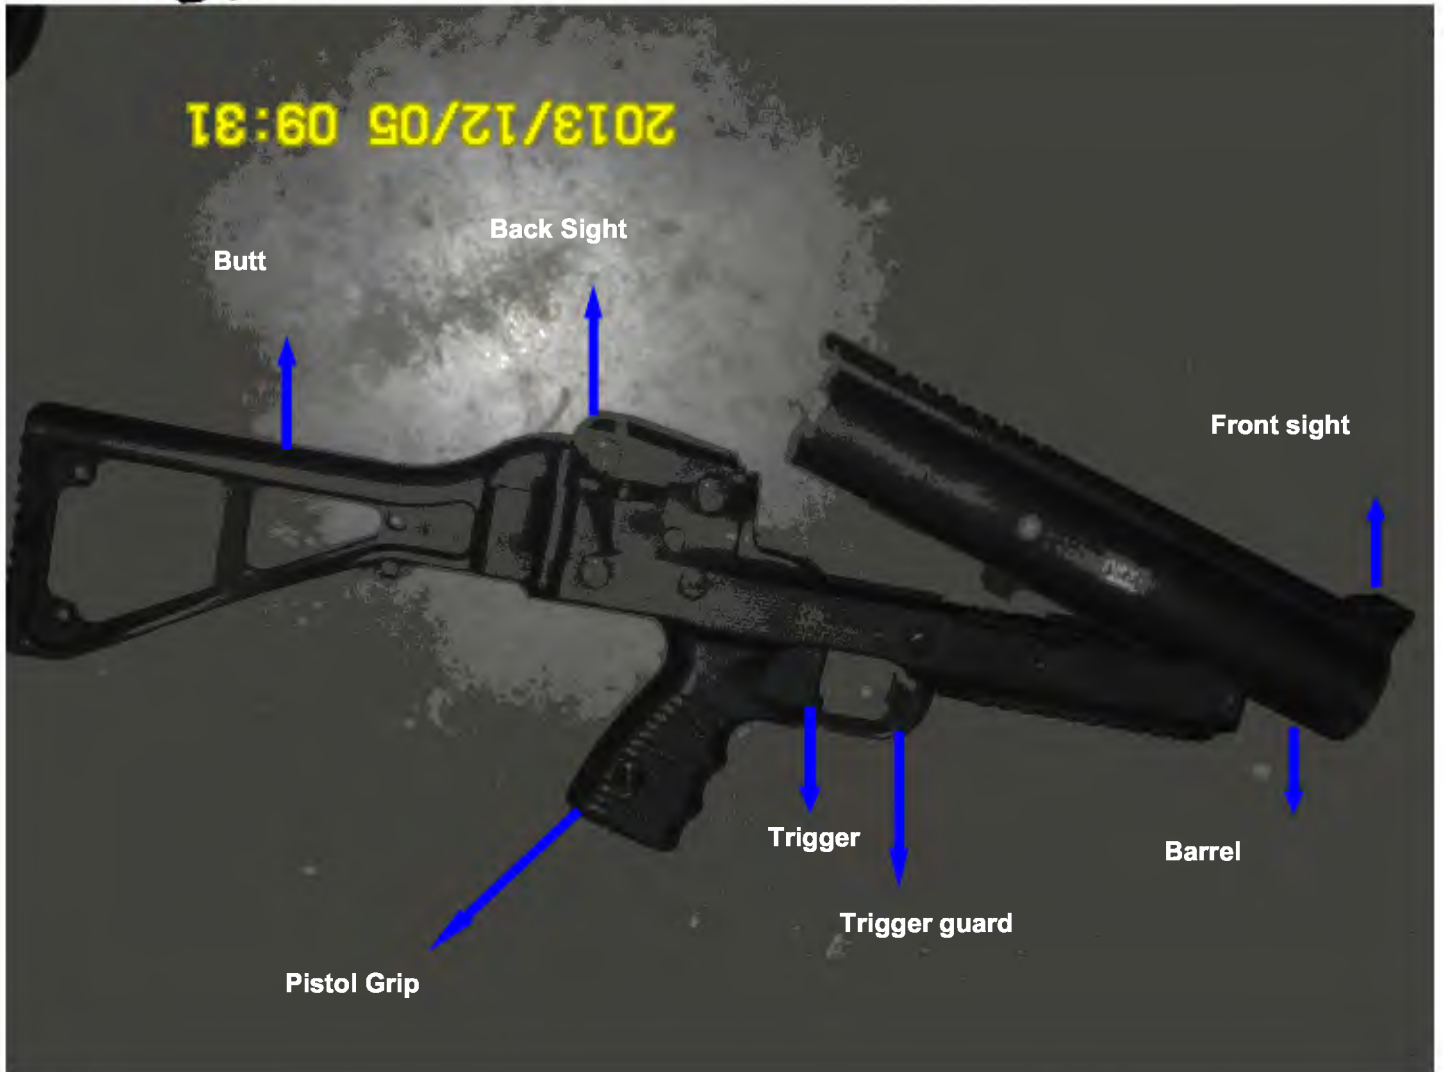 2013/12/05 09:31
Back Sight
Butt
Front sight
Trigger
Barrel
Trigger guard
Pistol Grip